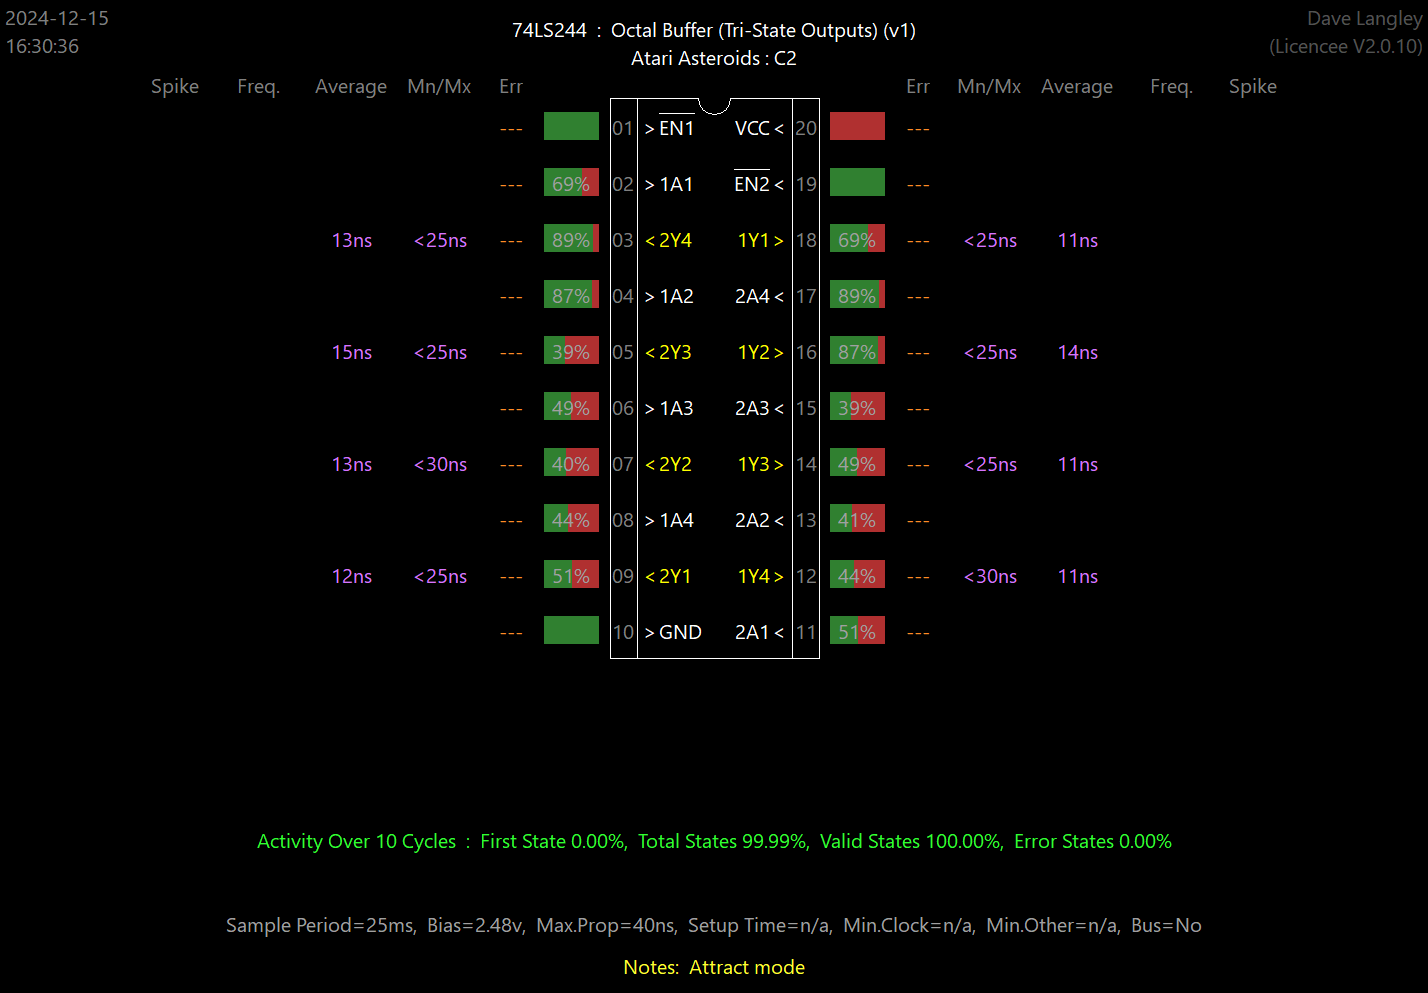 2024-12-15 74LS244 : Octal Buffer (Tri-State Outputs) (v1) Dave Langley
16:30:36 Atari Asteroids : C2 (Licencee V2.0.10)
Spike Freq. Average Mn/Mx Err Err Mn/Mx Average Freq. Spike
--- 01 >EN1 VCC< 20 ---
--- 69% 02 >1A1 EN2< 19 ---
13ns <25ns --- 89% 03 <2Y4 1Y1> 18 69% --- <25ns 11ns
--- 87% 04 >1A2 2A4< 17 89% ---
15ns <25ns --- 39% 05 <2Y3 1Y2> 16 87% --- <25ns 14ns
--- 49% 06 >1A3 2A3< 15 39% ---
13ns <30ns --- 40% 07 <2Y2 1Y3> 14 49% --- <25ns 11ns
--- 44% 08 >1A4 2A2< 13 41% ---
12ns <25ns --- 51% 09 <2Y1 1Y4> 12 44% --- <30ns 11ns
--- 10 >GND 2A1< 11 51% ---
Activity Over 10 Cycles : First State 0.00%, Total States 99.99%, Valid States 100.00%, Error States 0.00%
Sample Period=25ms, Bias=2.48v, Max.Prop=40ns, Setup Time=n/a, Min.Clock=n/a, Min.Other=n/a, Bus=No
Notes: Attract mode